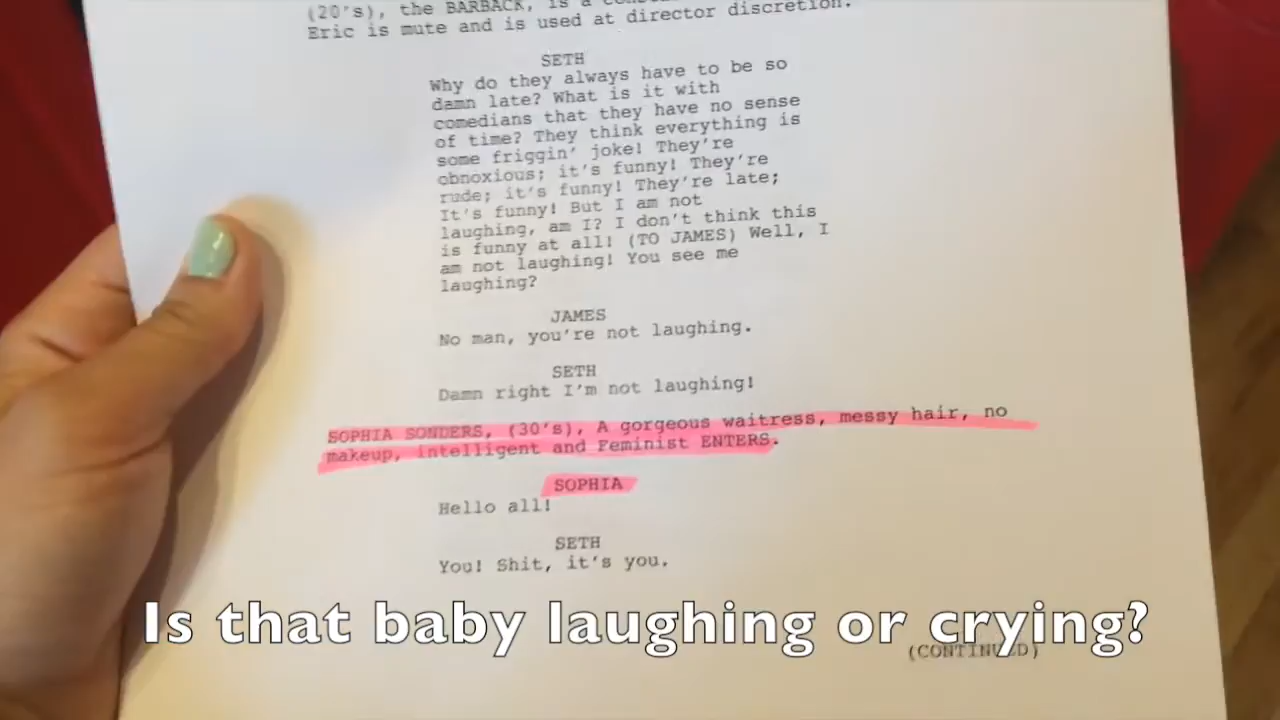 (20's), the BARBACK, is a
Eric is mute and is used at director discretion.
SETH
Why do they always have to be so
damn late? What is it with
comedians that they have no sense
of time? They think everything is
some friggin' joke! They're
obnoxious; it's funny! They're
rude; it's funny! They're late;
It's funny! But I am not
laughing, am I? I don't think this
is funny at all! (TO JAMES) Well, I
am not laughing! You see me
laughing?
JAMES
No man, you're not laughing.
SETH
Damn right I'm not laughing!
SOPHIA SONDERS, (30's), A gorgeous waitress, messy hair, no
makeup, intelligent and Feminist ENTERS.
SOPHIA
Hello all!
SETH
You! Shit, it's you.
Is that baby laughing or crying?
(CONTINUED)